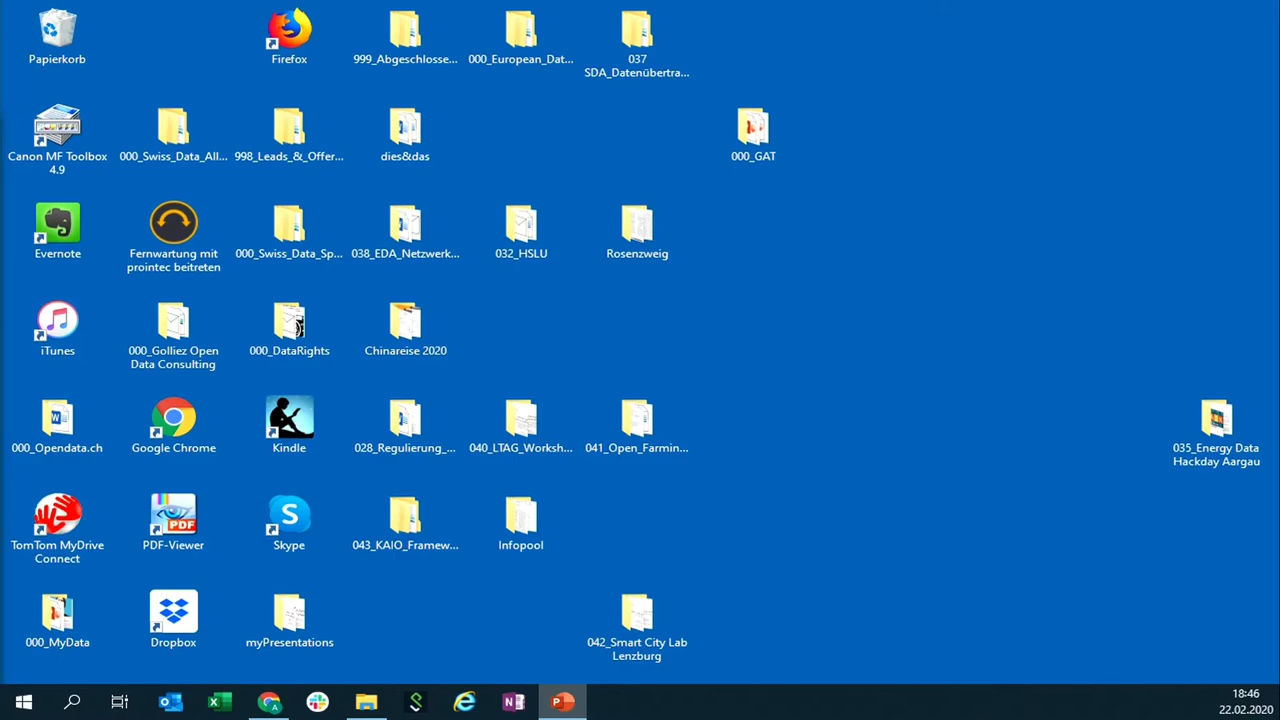 Papierkorb
Firefox
999_Abgeschlosse...
000_European_Dat...
037
SDA_Datenübertra...
Canon MF Toolbox
4.9
000_Swiss_Data_All...
998_Leads_&_Offer...
dies&das
000_GAT
Evernote
Fernwartung mit
prointec beitreten
000_Swiss_Data_Sp...
038_EDA_Netzwerk...
032_HSLU
Rosenzweig
iTunes
000_Golliez Open
Data Consulting
000_DataRights
Chinareise 2020
000_Opendata.ch
Google Chrome
Kindle
028_Regulierung_...
040_LTAG_Worksh...
041_Open_Farmin...
035_Energy Data
Hackday Aargau
TomTom MyDrive
Connect
PDF
PDF-Viewer
S
Skype
043_KAIO_Framew...
Infopool
000_MyData
Dropbox
myPresentations
042_Smart City Lab
Lenzburg
18:46
22.02.2020